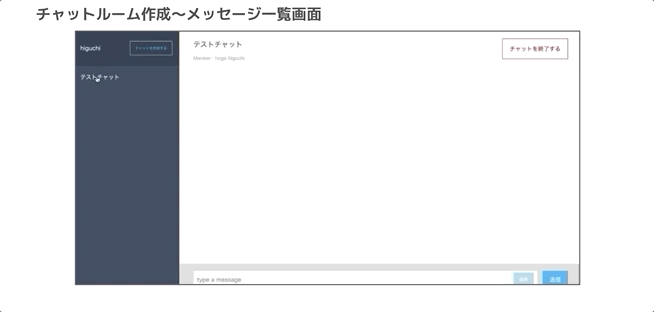 チャットルーム作成〜メッセージ一覧画面
higuchi
チャットを作成する
テストチャット
テストチャット
Member : hoge higuchi
チャットを終了する
type a message
画像
送信